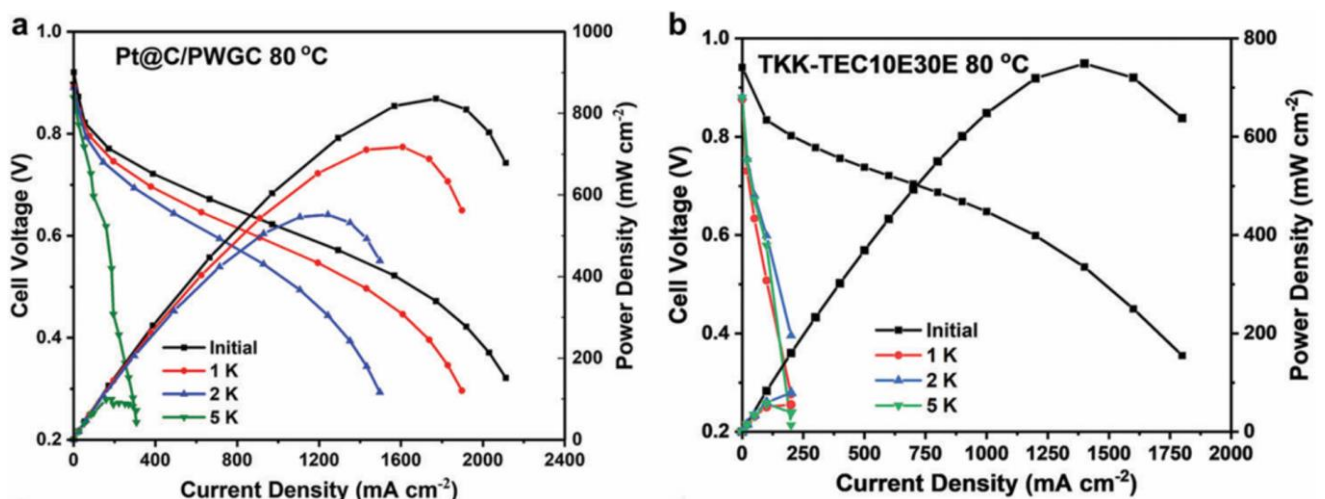 a
Pt@C/PWGC 80 °C
1.0
0.8
0.6
0.4
0.2
Cell Voltage (V)
Initial
1 K
2 K
5 K
1000
800
600
400
200
0
Power Density (mW cm⁻²)
0 400 800 1200 1600 2000 2400
Current Density (mA cm⁻²)
b
TKK-TEC10E30E 80 °C
1.0
0.8
0.6
0.4
0.2
Cell Voltage (V)
Initial
1 K
2 K
5 K
800
600
400
200
0
Power Density (mW cm⁻²)
0 250 500 750 1000 1250 1500 1750 2000
Current Density (mA cm⁻²)